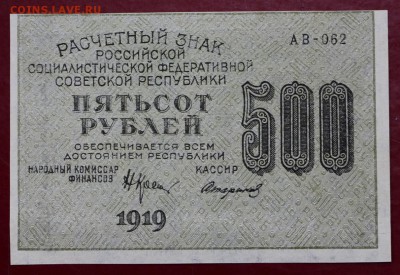 COINS.LAVE.RU
РАСЧЕТНЫЙ ЗНАК
АВ-062
РОССИЙСКОЙ
СОЦИАЛИСТИЧЕСКОЙ ФЕДЕРАТИВНОЙ
СОВЕТСКОЙ РЕСПУБЛИКИ
ПЯТЬСОТ
РУБЛЕЙ
500
ОБЕСПЕЧИВАЕТСЯ ВСЕМ
ДОСТОЯНИЕМ РЕСПУБЛИКИ
НАРОДНЫЙ КОМИССАР
ФИНАНСОВ
КАССИР
1919